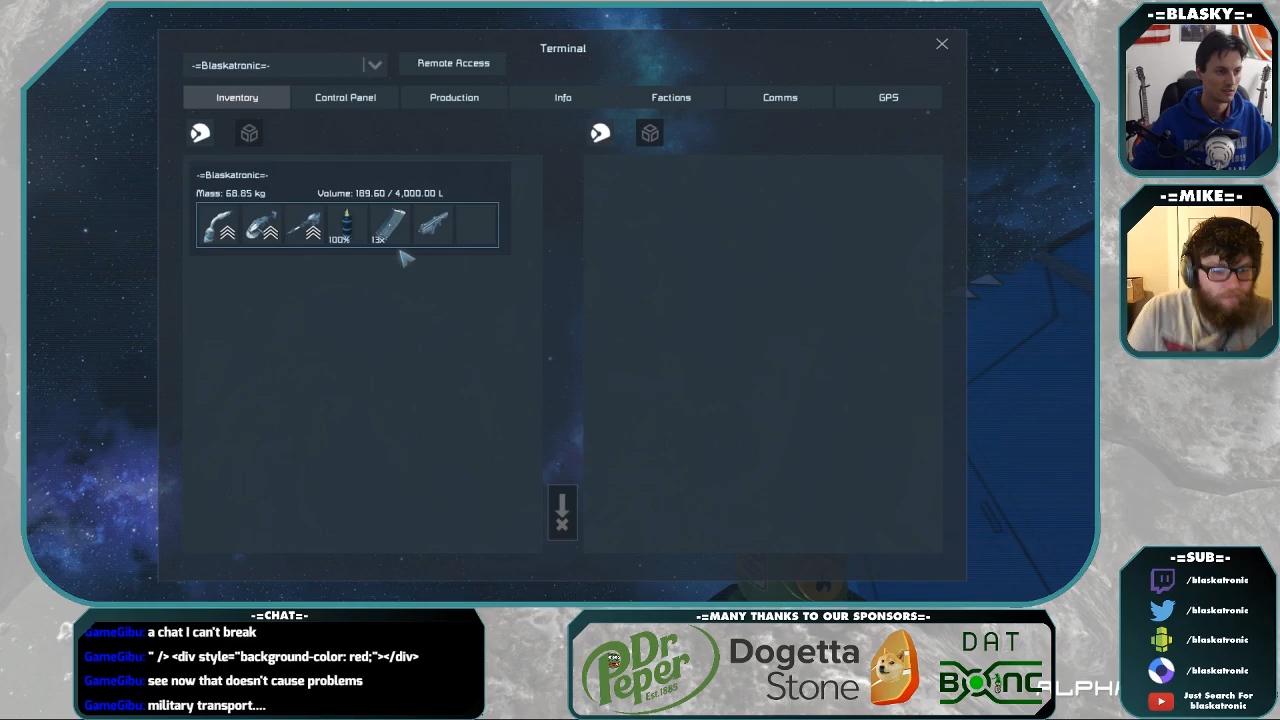 Terminal
-=Blaskatronic=-
Remote Access
Inventory
Control Panel
Production
Info
Factions
Comms
GPS
-=Blaskatronic=-
Mass: 68.85 kg
Volume: 189.60 / 4,000.00 L
100%
13x
-=BLASKY=-
-=MIKE=-
-=SUB=-
/blaskatronic
/blaskatronic
/blaskatronic
/blaskatronic
Just Search For
blaskatronic
-=CHAT=-
GameGibu: a chat I can't break
GameGibu: " /> <div style="background-color: red;"></div>
GameGibu: see now that doesn't cause problems
GameGibu: military transport....
-=MANY THANKS TO OUR SPONSORS=-
Dr
Peper
EST. 1885
Dogetta
Stone
DAT
BOINC
ALPHA